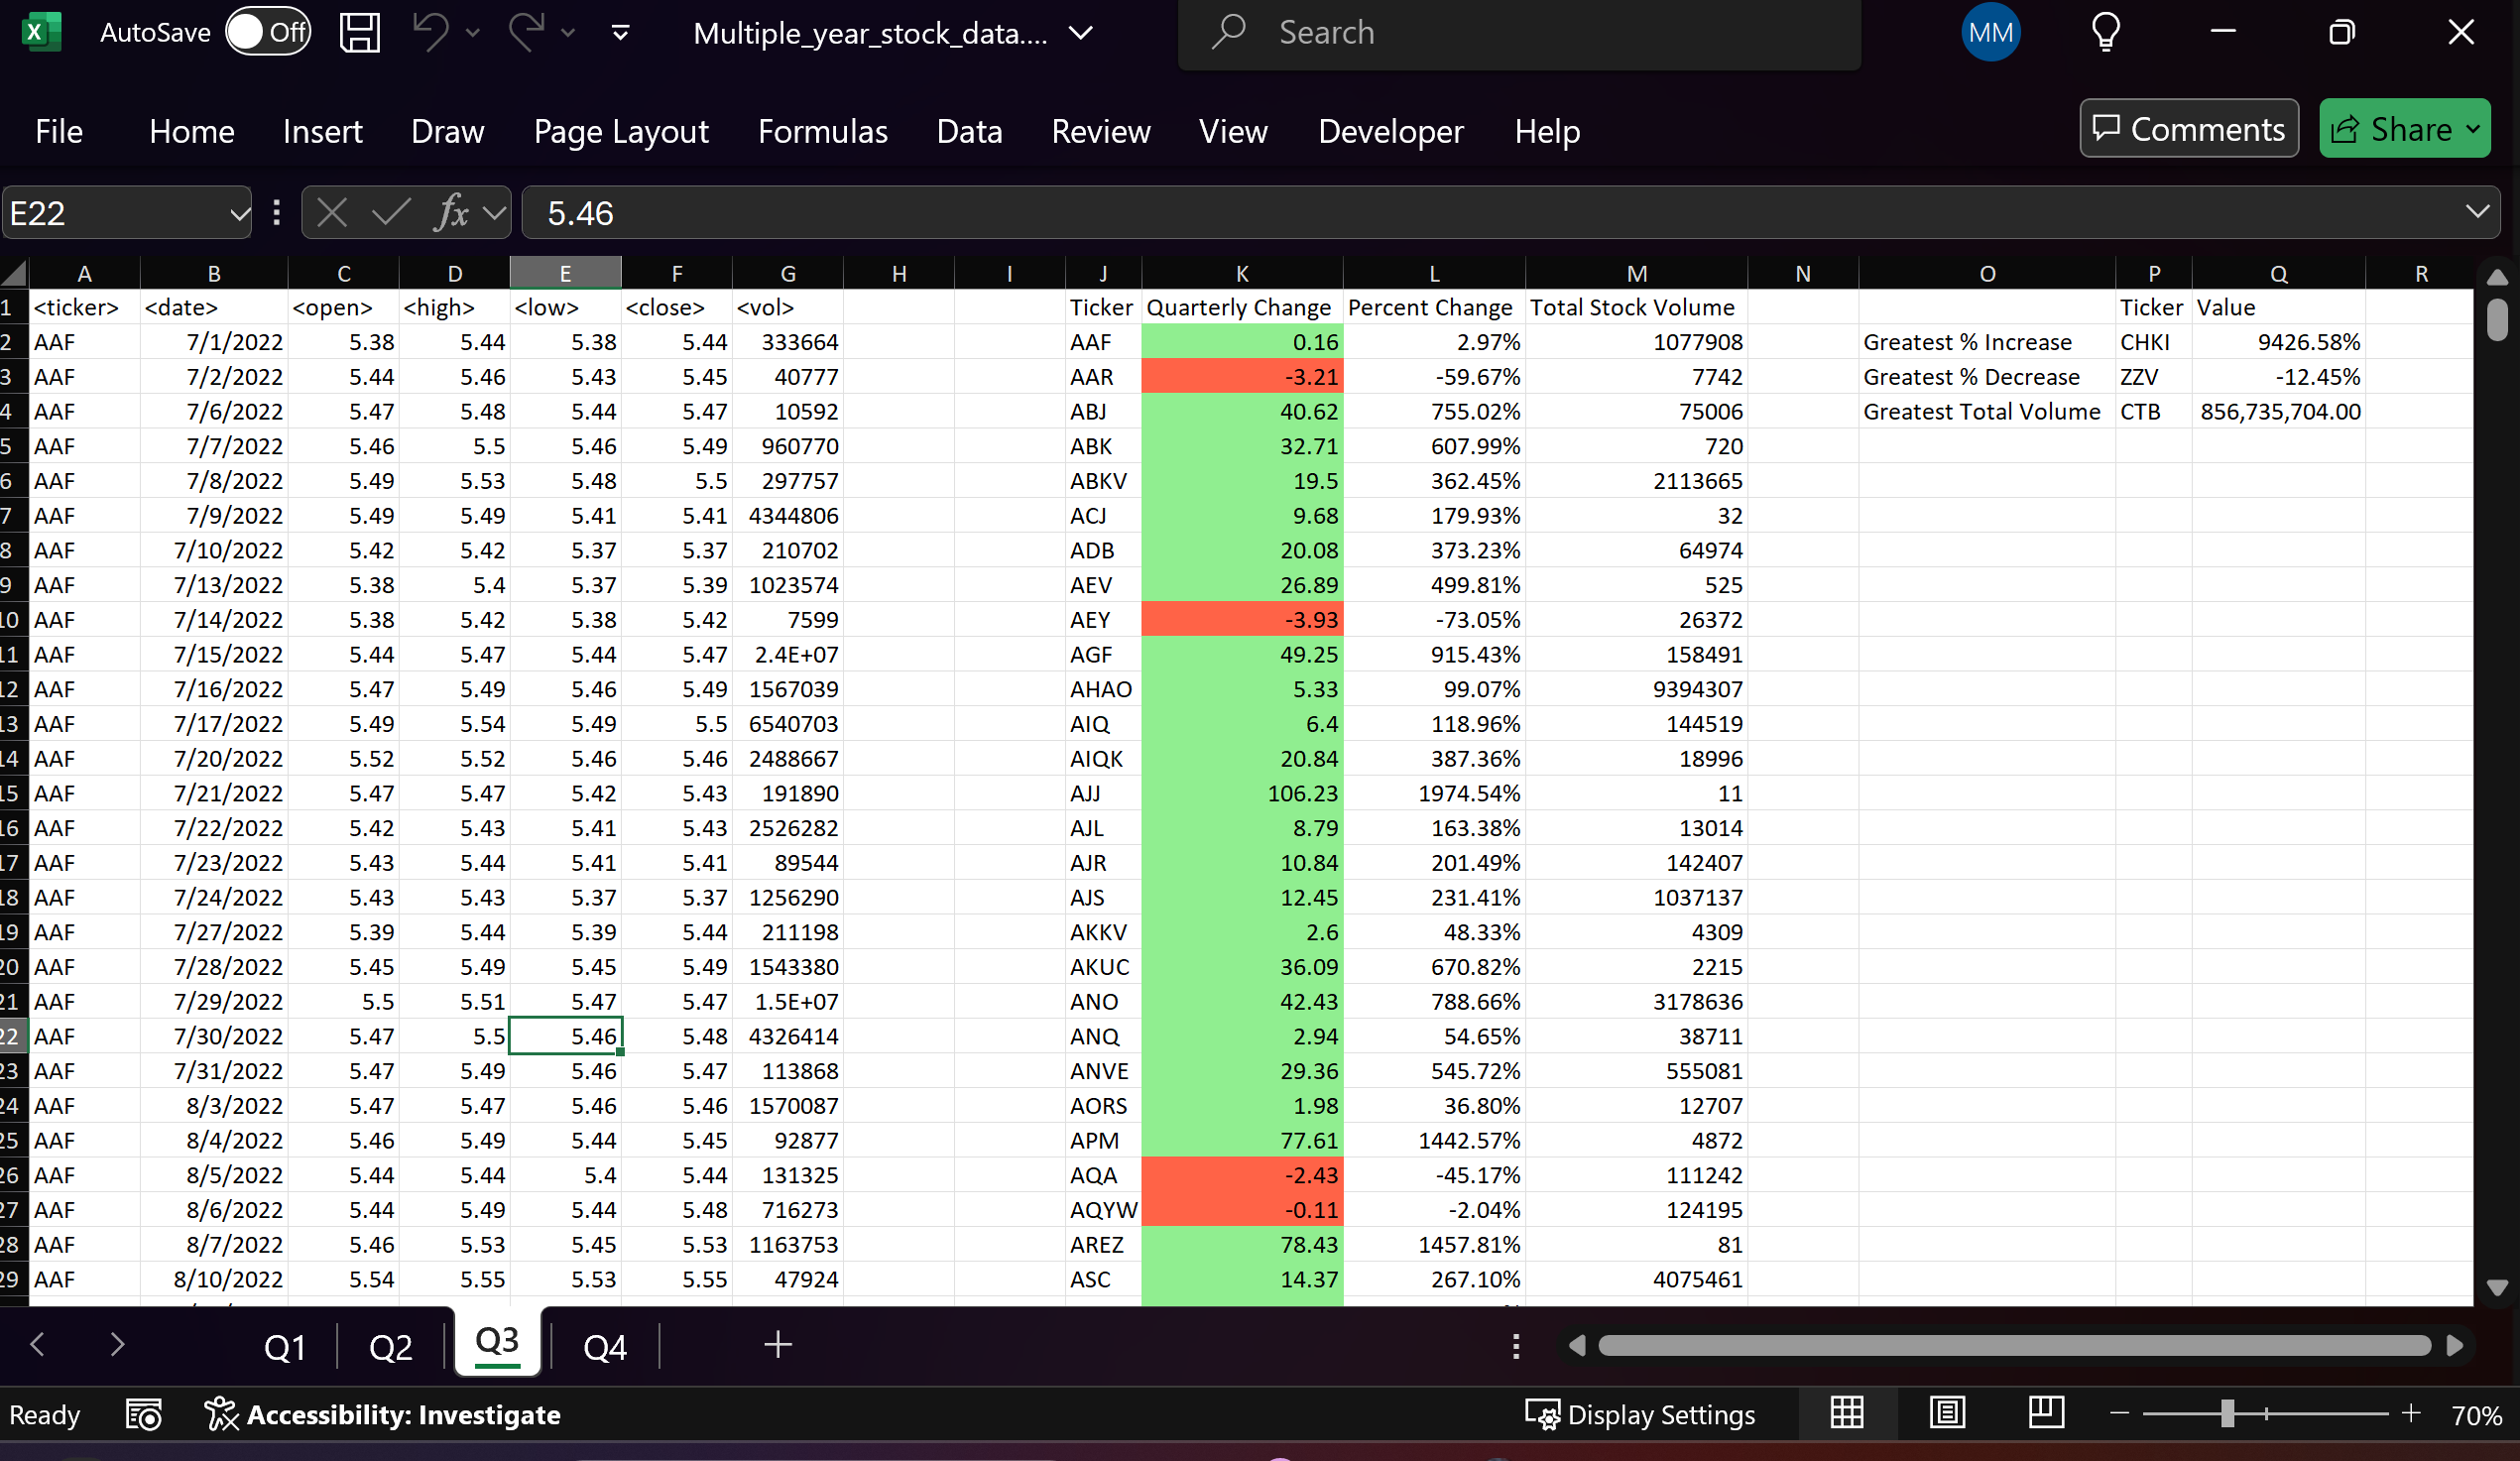 AutoSave Off Multiple_year_stock_data.... Search MM
File Home Insert Draw Page Layout Formulas Data Review View Developer Help Comments Share
E22 fx 5.46
A B C D E F G H I J K L M N O P Q R
1 <ticker> <date> <open> <high> <low> <close> <vol> Ticker Quarterly Change Percent Change Total Stock Volume Ticker Value
2 AAF 7/1/2022 5.38 5.44 5.38 5.44 333664 AAF 0.16 2.97% 1077908 Greatest % Increase CHKI 9426.58%
3 AAF 7/2/2022 5.44 5.46 5.43 5.45 40777 AAR -3.21 -59.67% 7742 Greatest % Decrease ZZV -12.45%
4 AAF 7/6/2022 5.47 5.48 5.44 5.47 10592 ABJ 40.62 755.02% 75006 Greatest Total Volume CTB 856,735,704.00
5 AAF 7/7/2022 5.46 5.5 5.46 5.49 960770 ABK 32.71 607.99% 720
6 AAF 7/8/2022 5.49 5.53 5.48 5.5 297757 ABKV 19.5 362.45% 2113665
7 AAF 7/9/2022 5.49 5.49 5.41 5.41 4344806 ACJ 9.68 179.93% 32
8 AAF 7/10/2022 5.42 5.42 5.37 5.37 210702 ADB 20.08 373.23% 64974
9 AAF 7/13/2022 5.38 5.4 5.37 5.39 1023574 AEV 26.89 499.81% 525
10 AAF 7/14/2022 5.38 5.42 5.38 5.42 7599 AEY -3.93 -73.05% 26372
11 AAF 7/15/2022 5.44 5.47 5.44 5.47 2.4E+07 AGF 49.25 915.43% 158491
12 AAF 7/16/2022 5.47 5.49 5.46 5.49 1567039 AHAO 5.33 99.07% 9394307
13 AAF 7/17/2022 5.49 5.54 5.49 5.5 6540703 AIQ 6.4 118.96% 144519
14 AAF 7/20/2022 5.52 5.52 5.46 5.46 2488667 AIQK 20.84 387.36% 18996
15 AAF 7/21/2022 5.47 5.47 5.42 5.43 191890 AJJ 106.23 1974.54% 11
16 AAF 7/22/2022 5.42 5.43 5.41 5.43 2526282 AJL 8.79 163.38% 13014
17 AAF 7/23/2022 5.43 5.44 5.41 5.41 89544 AJR 10.84 201.49% 142407
18 AAF 7/24/2022 5.43 5.43 5.37 5.37 1256290 AJS 12.45 231.41% 1037137
19 AAF 7/27/2022 5.39 5.44 5.39 5.44 211198 AKKV 2.6 48.33% 4309
20 AAF 7/28/2022 5.45 5.49 5.45 5.49 1543380 AKUC 36.09 670.82% 2215
21 AAF 7/29/2022 5.5 5.51 5.47 5.47 1.5E+07 ANO 42.43 788.66% 3178636
22 AAF 7/30/2022 5.47 5.5 5.46 5.48 4326414 ANQ 2.94 54.65% 38711
23 AAF 7/31/2022 5.47 5.49 5.46 5.47 113868 ANVE 29.36 545.72% 555081
24 AAF 8/3/2022 5.47 5.47 5.46 5.46 1570087 AORS 1.98 36.80% 12707
25 AAF 8/4/2022 5.46 5.49 5.44 5.45 92877 APM 77.61 1442.57% 4872
26 AAF 8/5/2022 5.44 5.44 5.4 5.44 131325 AQA -2.43 -45.17% 111242
27 AAF 8/6/2022 5.44 5.49 5.44 5.48 716273 AQYW -0.11 -2.04% 124195
28 AAF 8/7/2022 5.46 5.53 5.45 5.53 1163753 AREZ 78.43 1457.81% 81
29 AAF 8/10/2022 5.54 5.55 5.53 5.55 47924 ASC 14.37 267.10% 4075461
Q1 Q2 Q3 Q4
Ready Accessibility: Investigate Display Settings 70%